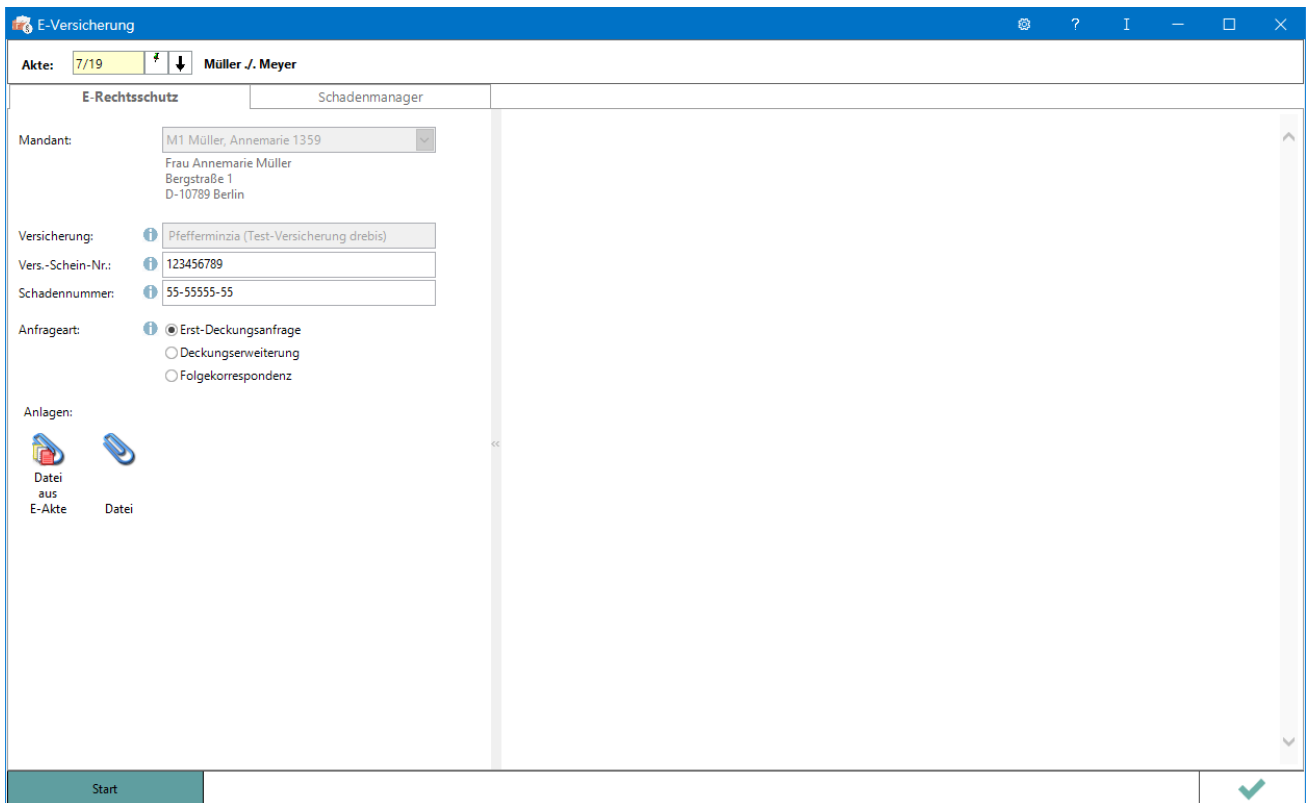 E-Versicherung
Akte: 7/19 Müller ./. Meyer
E-Rechtsschutz Schadenmanager
Mandant: M1 Müller, Annemarie 1359
Frau Annemarie Müller
Bergstraße 1
D-10789 Berlin
Versicherung: Pfefferminzia (Test-Versicherung drebis)
Vers.-Schein-Nr.: 123456789
Schadennummer: 55-55555-55
Anfrageart: Erst-Deckungsanfrage
Deckungserweiterung
Folgekorrespondenz
Anlagen:
Datei
aus
E-Akte Datei
Start